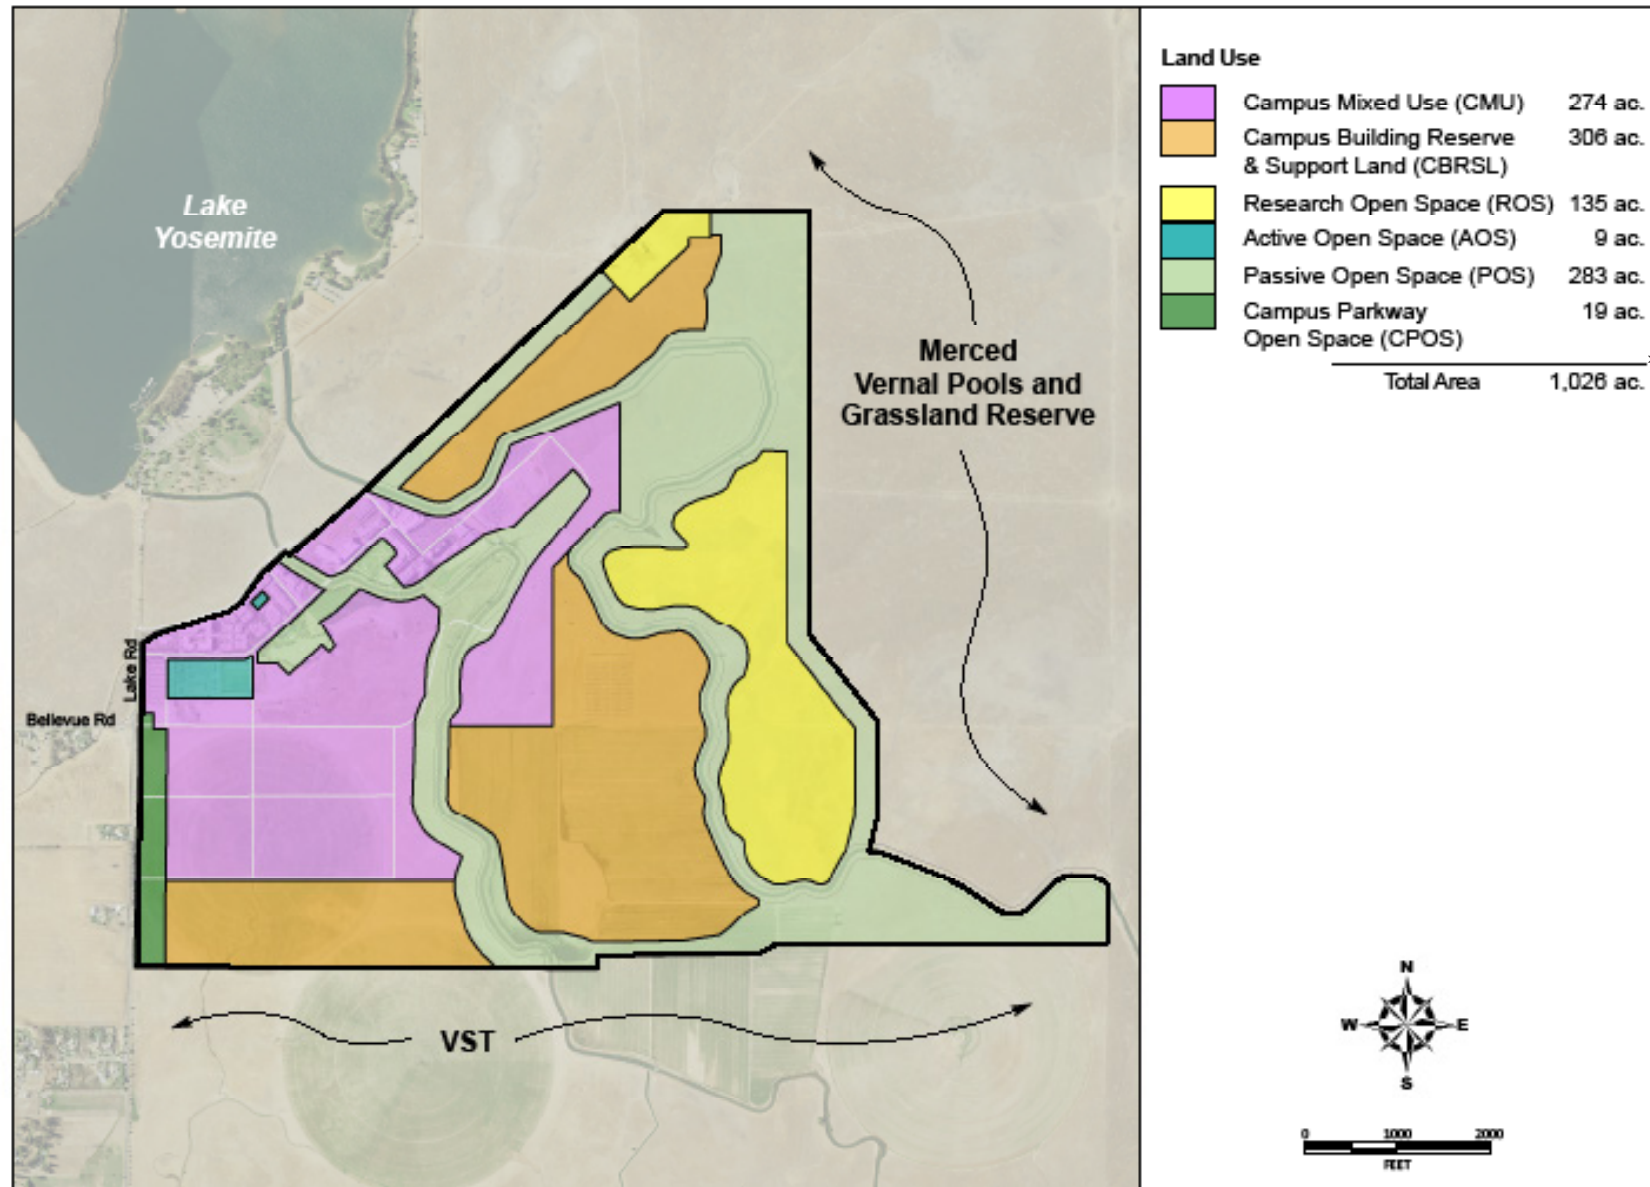 Lake
Yosemite
Merced
Vernal Pools and
Grassland Reserve
Lake Rd
Bellevue Rd
VST
Land Use
Campus Mixed Use (CMU) 274 ac.
Campus Building Reserve 306 ac.
& Support Land (CBRSL)
Research Open Space (ROS) 135 ac.
Active Open Space (AOS) 9 ac.
Passive Open Space (POS) 283 ac.
Campus Parkway 19 ac.
Open Space (CPOS)
Total Area 1,026 ac.
N
W E
S
0 1000 2000
FEET